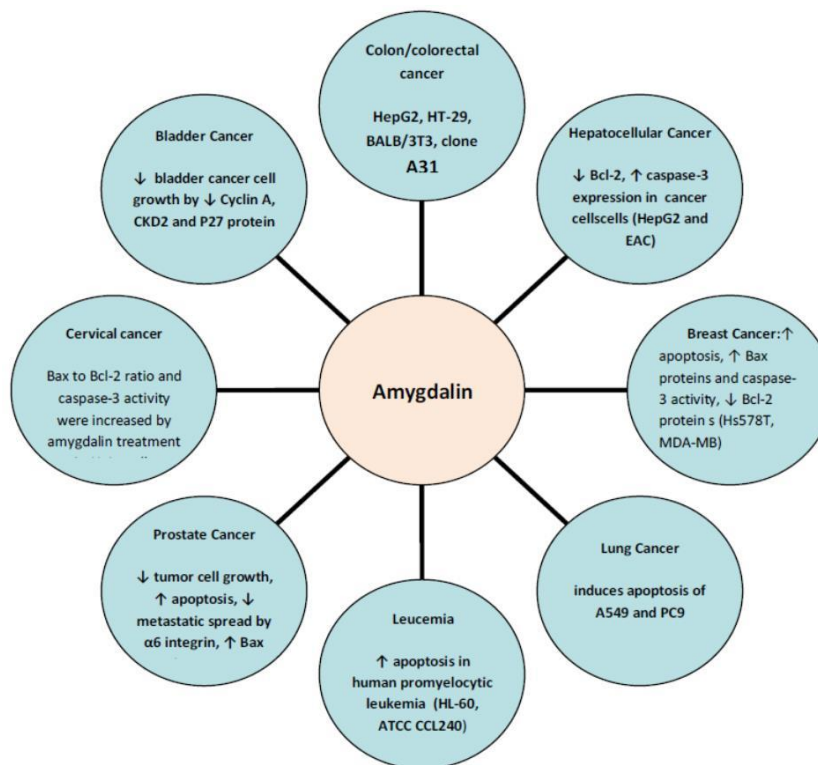 Colon/colorectal
cancer
HepG2, HT-29,
BALB/3T3, clone
A31
Hepatocellular Cancer
↓ Bcl-2, ↑ caspase-3
expression in cancer
cellscells (HepG2 and
EAC)
Breast Cancer:↑
apoptosis, ↑ Bax
proteins and caspase-
3 activity, ↓ Bcl-2
protein s (Hs578T,
MDA-MB)
Lung Cancer
induces apoptosis of
A549 and PC9
Leucemia
↑ apoptosis in
human promyelocytic
leukemia (HL-60,
ATCC CCL240)
Prostate Cancer
↓ tumor cell growth,
↑ apoptosis, ↓
metastatic spread by
α6 integrin, ↑ Bax
Cervical cancer
Bax to Bcl-2 ratio and
caspase-3 activity
were increased by
amygdalin treatment
Bladder Cancer
↓ bladder cancer cell
growth by ↓ Cyclin A,
CKD2 and P27 protein
Amygdalin